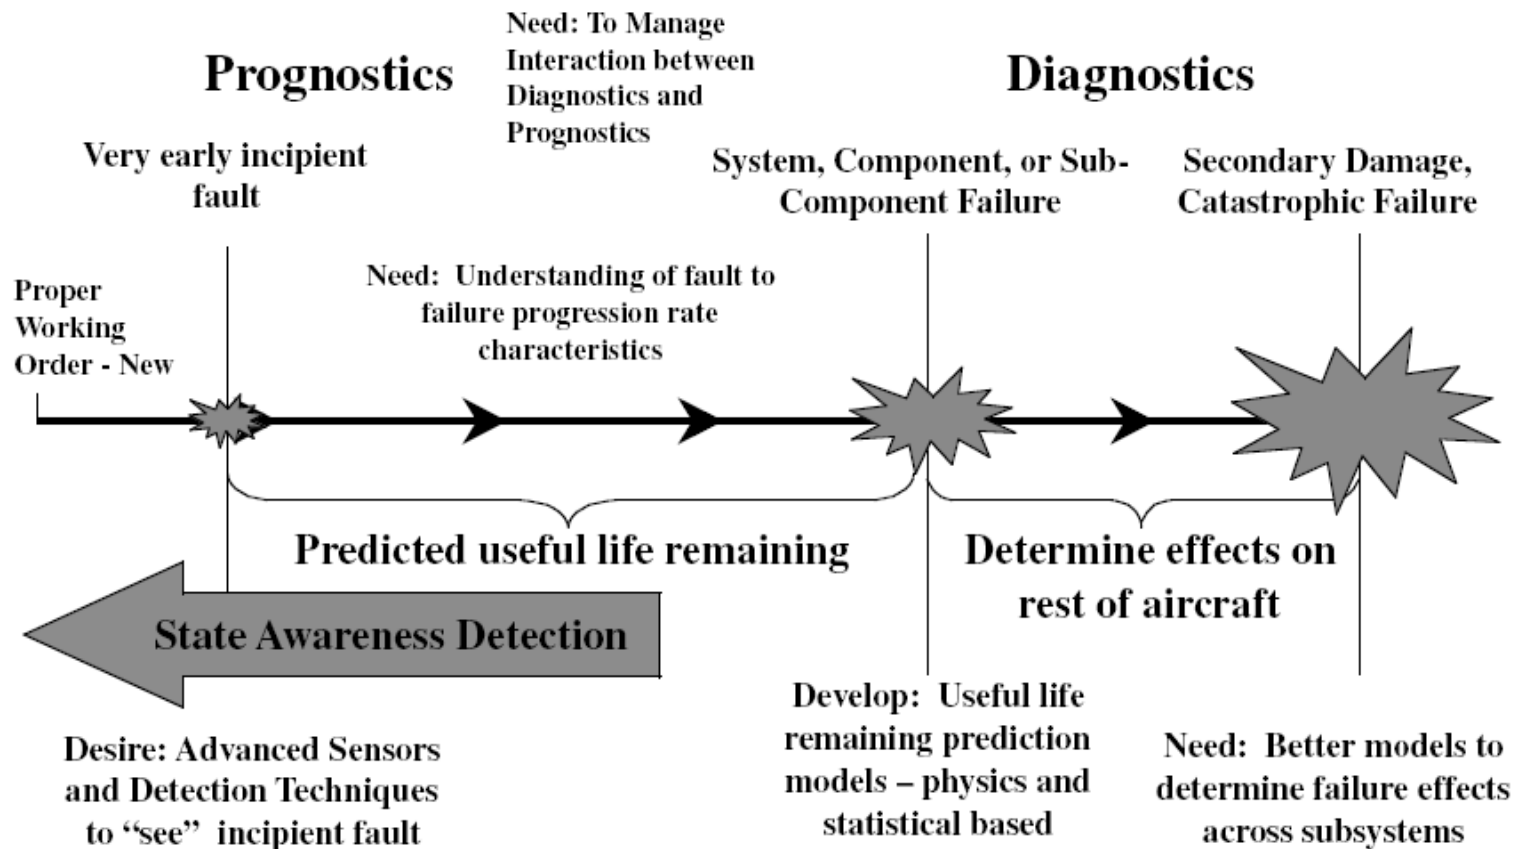 Prognostics
Need: To Manage
Interaction between
Diagnostics and
Prognostics
Diagnostics
Very early incipient
fault
System, Component, or Sub-
Component Failure
Secondary Damage,
Catastrophic Failure
Proper
Working
Order - New
Need: Understanding of fault to
failure progression rate
characteristics
Predicted useful life remaining
Determine effects on
rest of aircraft
State Awareness Detection
Desire: Advanced Sensors
and Detection Techniques
to “see” incipient fault
Develop: Useful life
remaining prediction
models – physics and
statistical based
Need: Better models to
determine failure effects
across subsystems